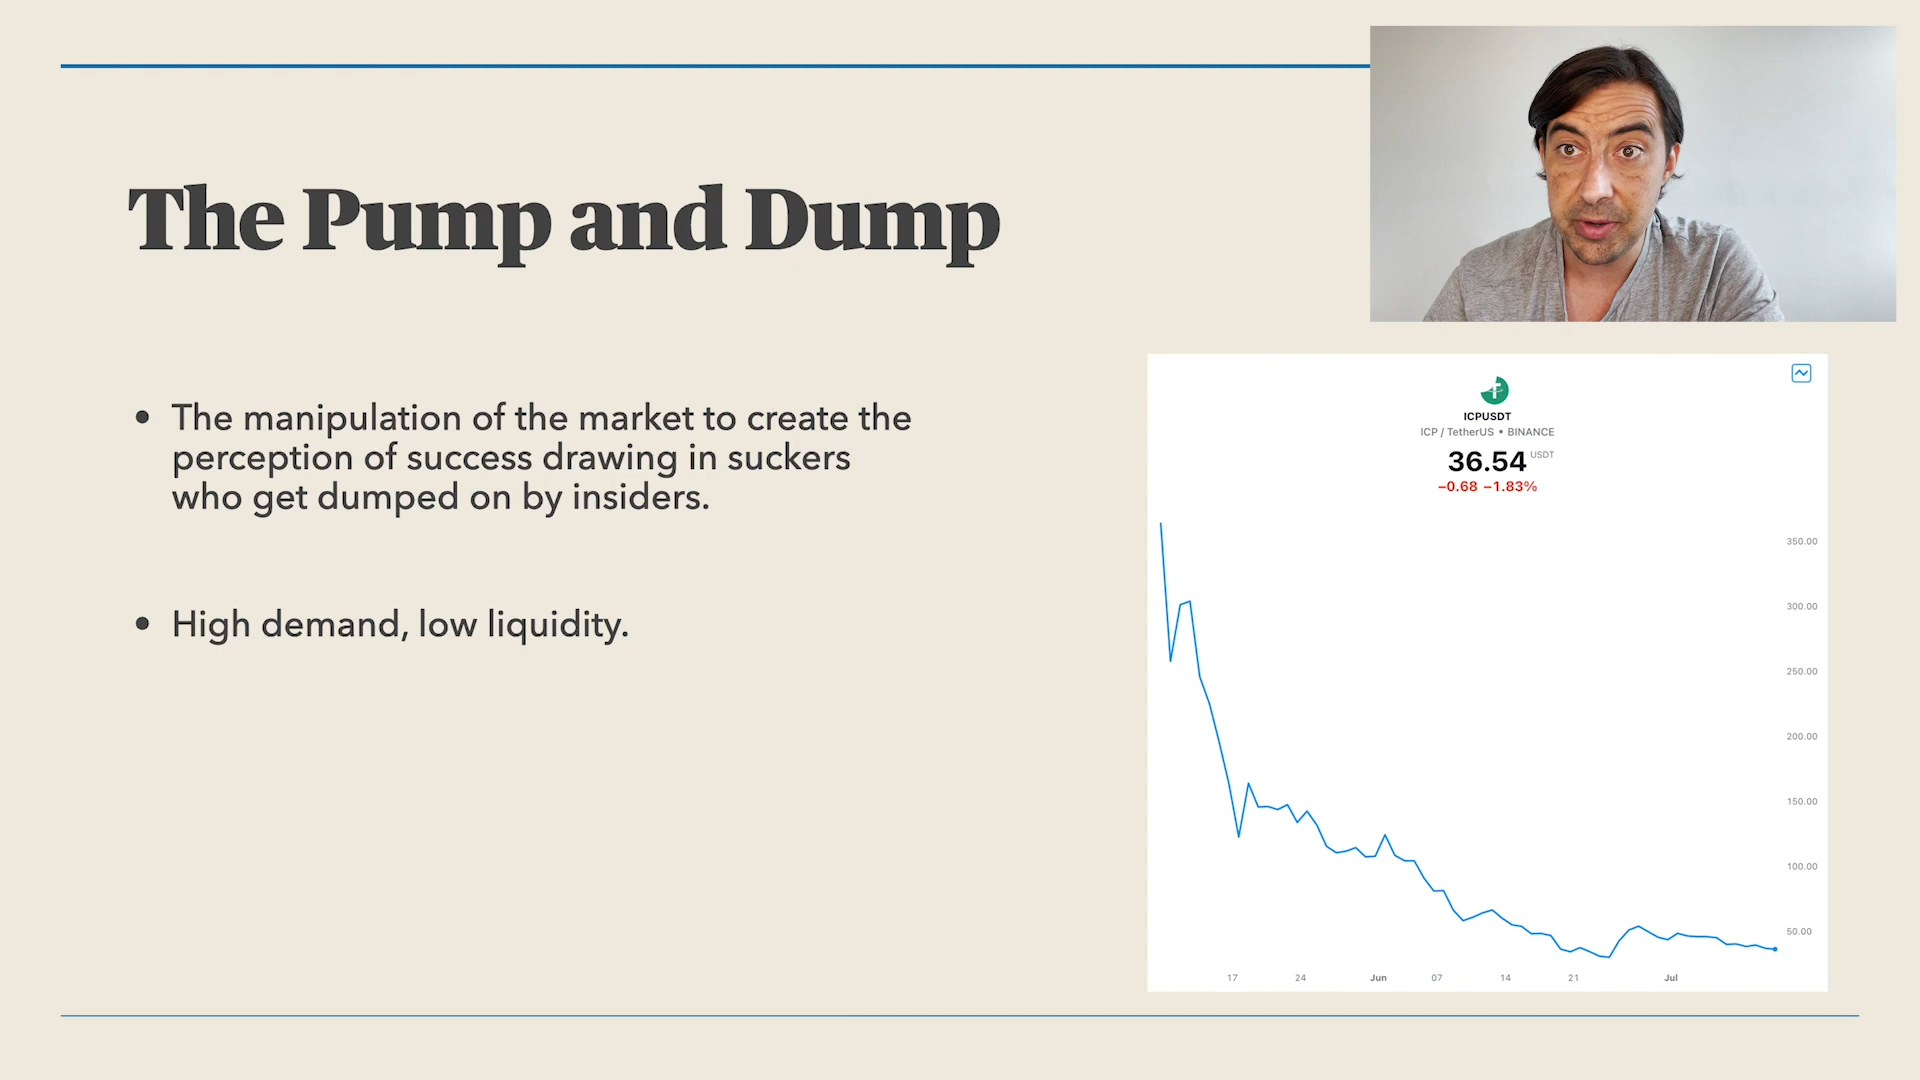 The Pump and Dump
• The manipulation of the market to create the
perception of success drawing in suckers
who get dumped on by insiders.
• High demand, low liquidity.
ICPUSDT
ICP / TetherUS • BINANCE
36.54 USDT
−0.68 −1.83%
350.00
300.00
250.00
200.00
150.00
100.00
50.00
17 24 Jun 07 14 21 Jul